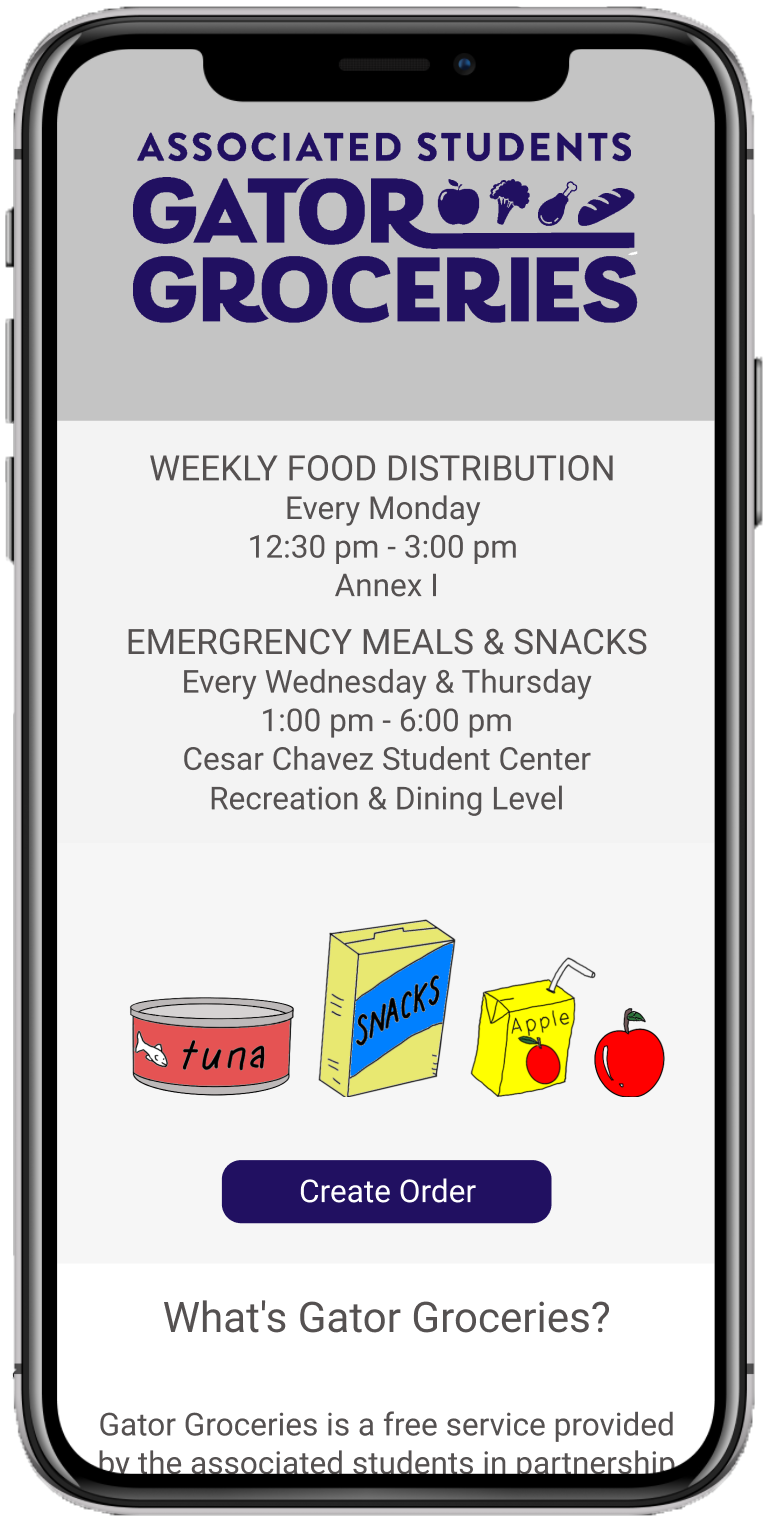 ASSOCIATED STUDENTS
GATOR
GROCERIES
WEEKLY FOOD DISTRIBUTION
Every Monday
12:30 pm - 3:00 pm
Annex I
EMERGRENCY MEALS & SNACKS
Every Wednesday & Thursday
1:00 pm - 6:00 pm
Cesar Chavez Student Center
Recreation & Dining Level
tuna
SNACKS
Apple
Create Order
What's Gator Groceries?
Gator Groceries is a free service provided
by the associated students in partnership